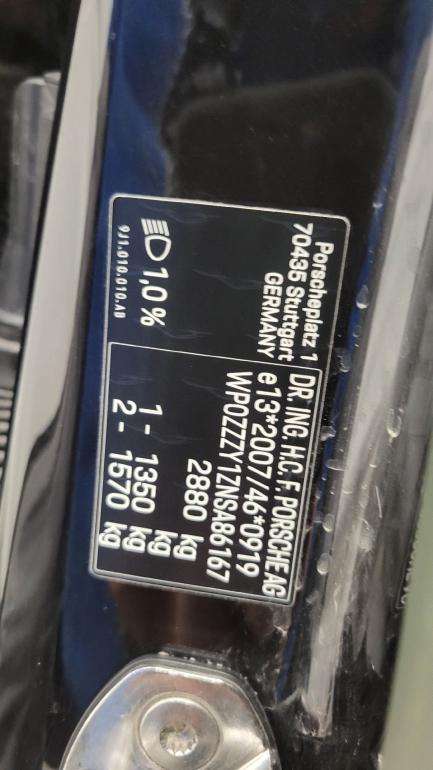 Porscheplatz 1
70435 Stuttgart
GERMANY
DR. ING. H.C. F. PORSCHE AG
e13*2007/46*0919
WP0ZZZY1ZNSA86167
2880 kg
1 - 1350 kg
2 - 1570 kg
1,0 %
9J1.010.010.AB